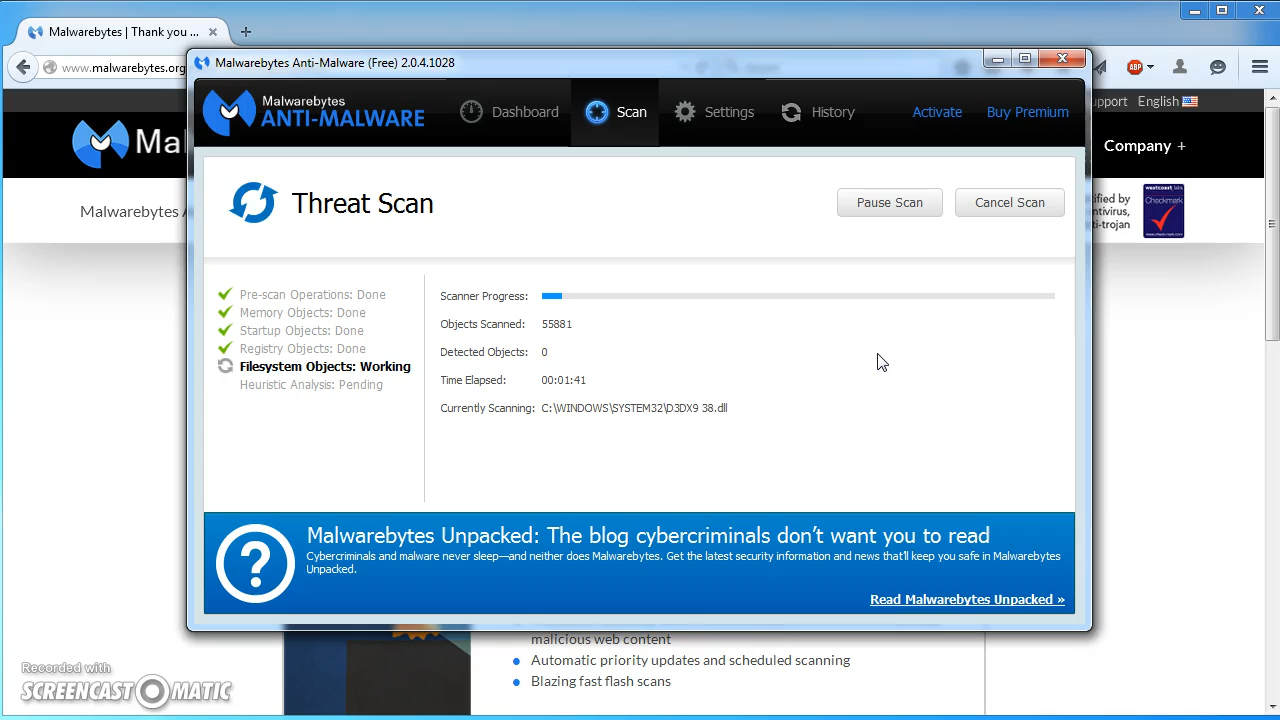 Malwarebytes | Thank you ...
www.malwarebytes.org
ABP
Malwarebytes Anti-Malware (Free) 2.0.4.1028
Malwarebytes
ANTI-MALWARE
Dashboard
Scan
Settings
History
Activate
Buy Premium
upport
English
Mal
Company +
Malwarebytes A
ified by
ntivirus,
ti-trojan
Checkmark
Threat Scan
Pause Scan
Cancel Scan
Pre-scan Operations: Done
Memory Objects: Done
Startup Objects: Done
Registry Objects: Done
Filesystem Objects: Working
Heuristic Analysis: Pending
Scanner Progress:
Objects Scanned: 55881
Detected Objects: 0
Time Elapsed: 00:01:41
Currently Scanning: C:\WINDOWS\SYSTEM32\D3DX9 38.dll
Malwarebytes Unpacked: The blog cybercriminals don’t want you to read
Cybercriminals and malware never sleep—and neither does Malwarebytes. Get the latest security information and news that'll keep you safe in Malwarebytes
Unpacked.
Read Malwarebytes Unpacked »
malicious web content
Automatic priority updates and scheduled scanning
Blazing fast flash scans
Recorded with
SCREENCAST MATIC